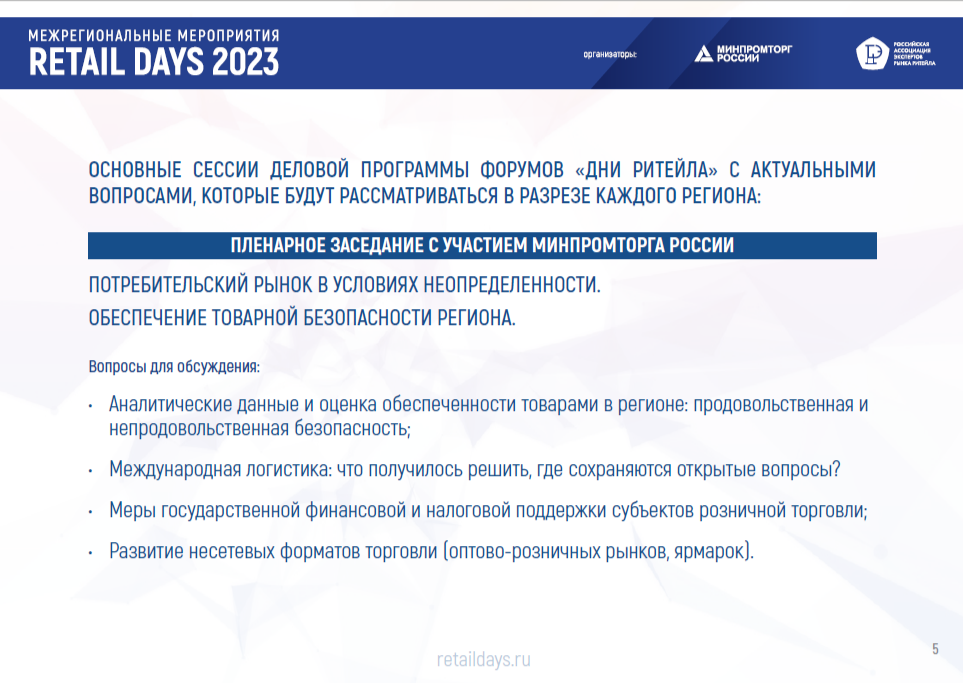 МЕЖРЕГИОНАЛЬНЫЕ МЕРОПРИЯТИЯ
RETAIL DAYS 2023
организаторы:
МИНПРОМТОРГ
РОССИИ
РОССИЙСКАЯ
АССОЦИАЦИЯ
ЭКСПЕРТОВ
РЫНКА РИТЕЙЛА
ОСНОВНЫЕ СЕССИИ ДЕЛОВОЙ ПРОГРАММЫ ФОРУМОВ «ДНИ РИТЕЙЛА» С АКТУАЛЬНЫМИ
ВОПРОСАМИ, КОТОРЫЕ БУДУТ РАССМАТРИВАТЬСЯ В РАЗРЕЗЕ КАЖДОГО РЕГИОНА:
ПЛЕНАРНОЕ ЗАСЕДАНИЕ С УЧАСТИЕМ МИНПРОМТОРГА РОССИИ
ПОТРЕБИТЕЛЬСКИЙ РЫНОК В УСЛОВИЯХ НЕОПРЕДЕЛЕННОСТИ.
ОБЕСПЕЧЕНИЕ ТОВАРНОЙ БЕЗОПАСНОСТИ РЕГИОНА.
Вопросы для обсуждения:
• Аналитические данные и оценка обеспеченности товарами в регионе: продовольственная и
непродовольственная безопасность;
• Международная логистика: что получилось решить, где сохраняются открытые вопросы?
• Меры государственной финансовой и налоговой поддержки субъектов розничной торговли;
• Развитие несетевых форматов торговли (оптово-розничных рынков, ярмарок).
retaildays.ru
5